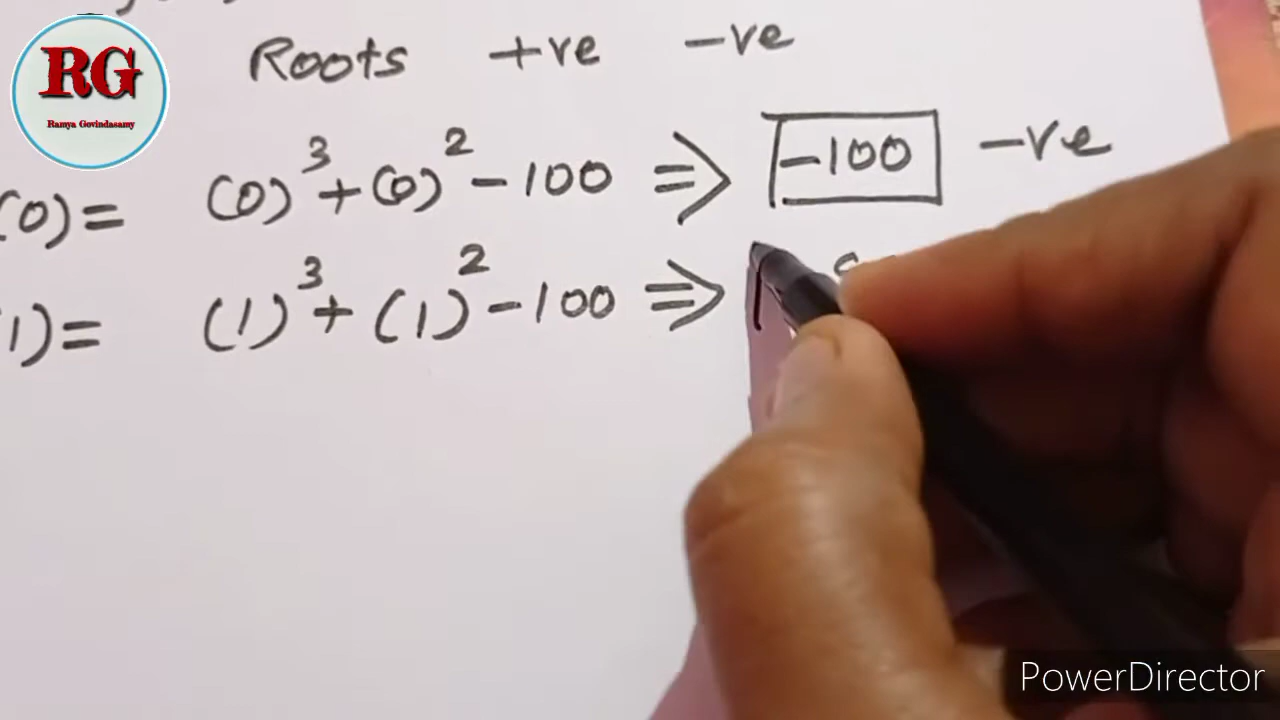 RG
Ramya Govindasamy
Roots +ve -ve
(0)= (0)³+(0)²-100 ⇒ -100 -ve
1)= (1)³+(1)²-100 ⇒
PowerDirector